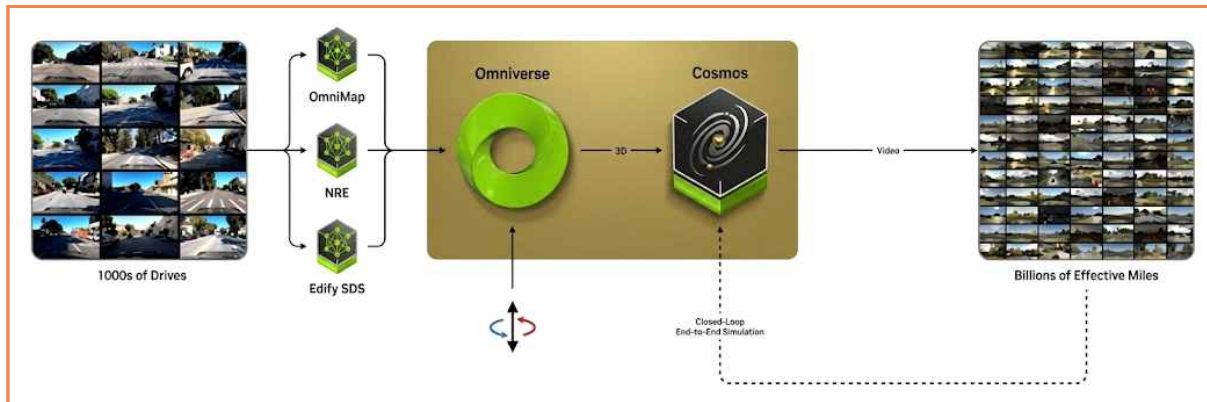 1000s of Drives
OmniMap
NRE
Edify SDS
Omniverse
3D
Cosmos
Video
Closed-Loop
End-to-End Simulation
Billions of Effective Miles